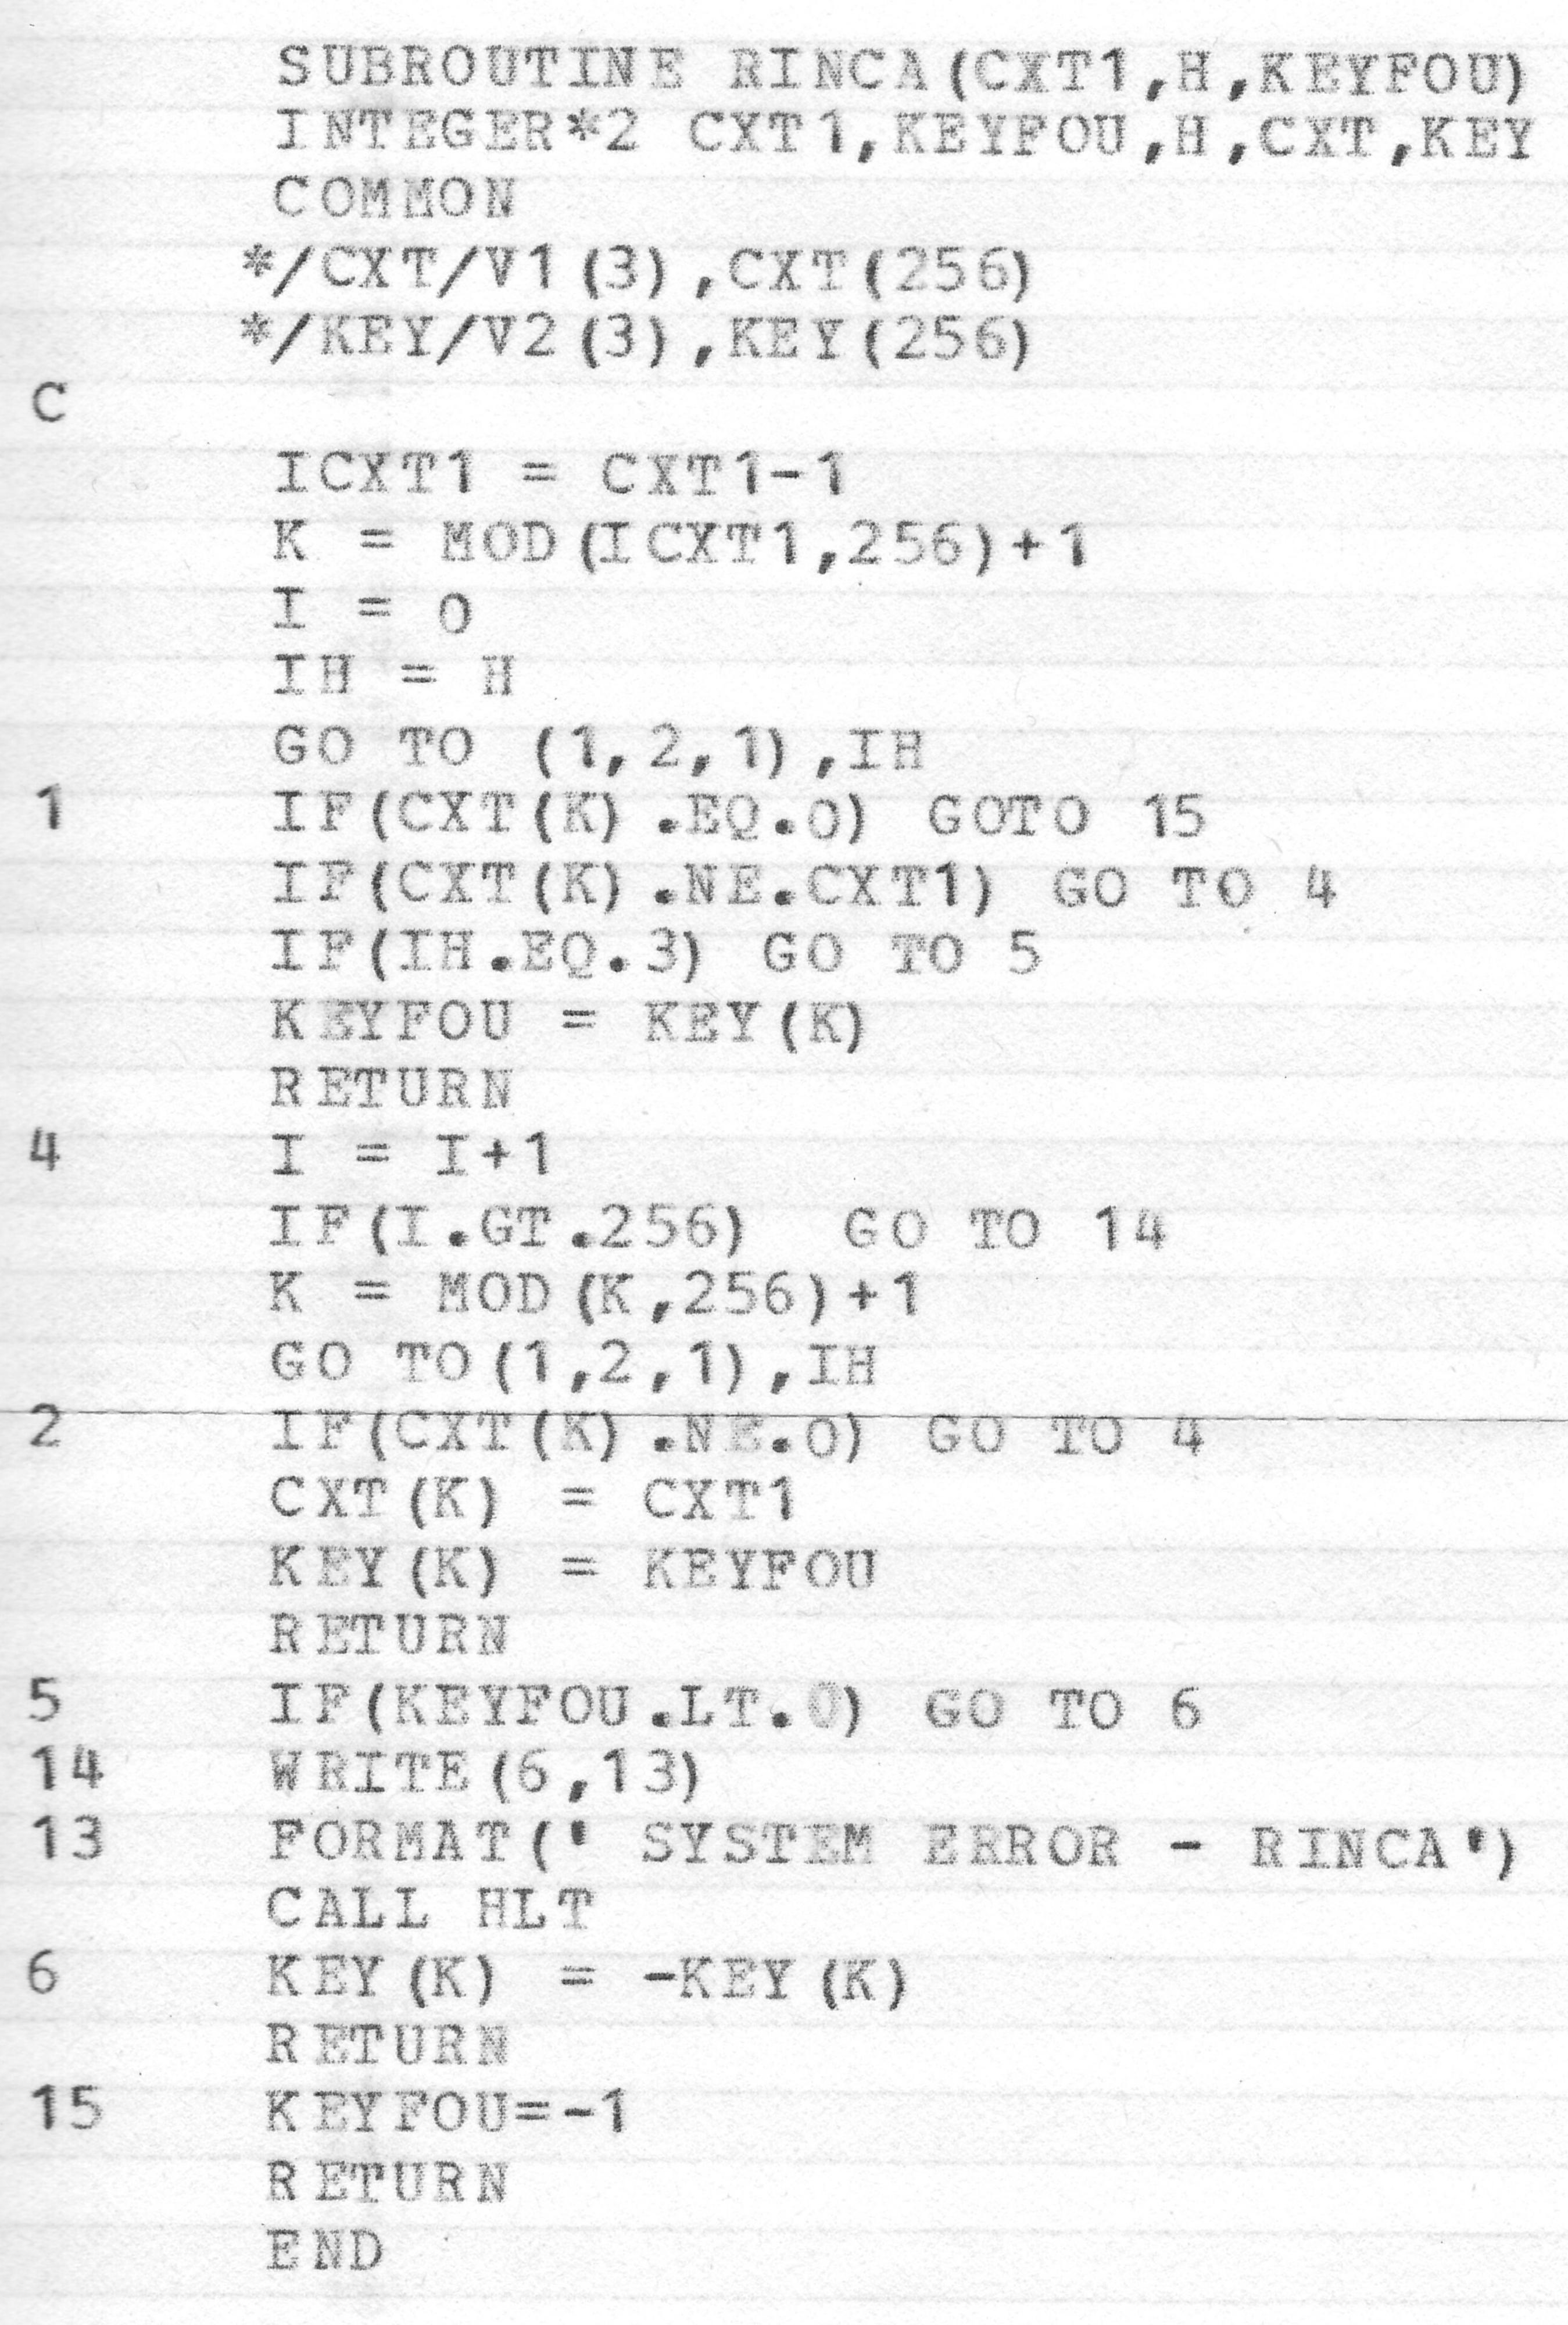 SUBROUTINE RINCA(CXT1,H,KEYFOU)
INTEGER*2 CXT1,KEYFOU,H,CXT,KEY
COMMON
*/CXT/V1(3),CXT(256)
*/KEY/V2(3),KEY(256)
C
ICXT1 = CXT1-1
K = MOD(ICXT1,256)+1
I = 0
IH = H
GO TO (1,2,1),IH
1 IF(CXT(K).EQ.0) GOTO 15
IF(CXT(K).NE.CXT1) GO TO 4
IF(IH.EQ.3) GO TO 5
KEYFOU = KEY(K)
RETURN
4 I = I+1
IF(I.GT.256) GO TO 14
K = MOD(K,256)+1
GO TO(1,2,1),IH
2 IF(CXT(K).NE.0) GO TO 4
CXT(K) = CXT1
KEY(K) = KEYFOU
RETURN
5 IF(KEYFOU.LT.0) GO TO 6
14 WRITE(6,13)
13 FORMAT(' SYSTEM ERROR - RINCA')
CALL HLT
6 KEY(K) = -KEY(K)
RETURN
15 KEYFOU=-1
RETURN
END